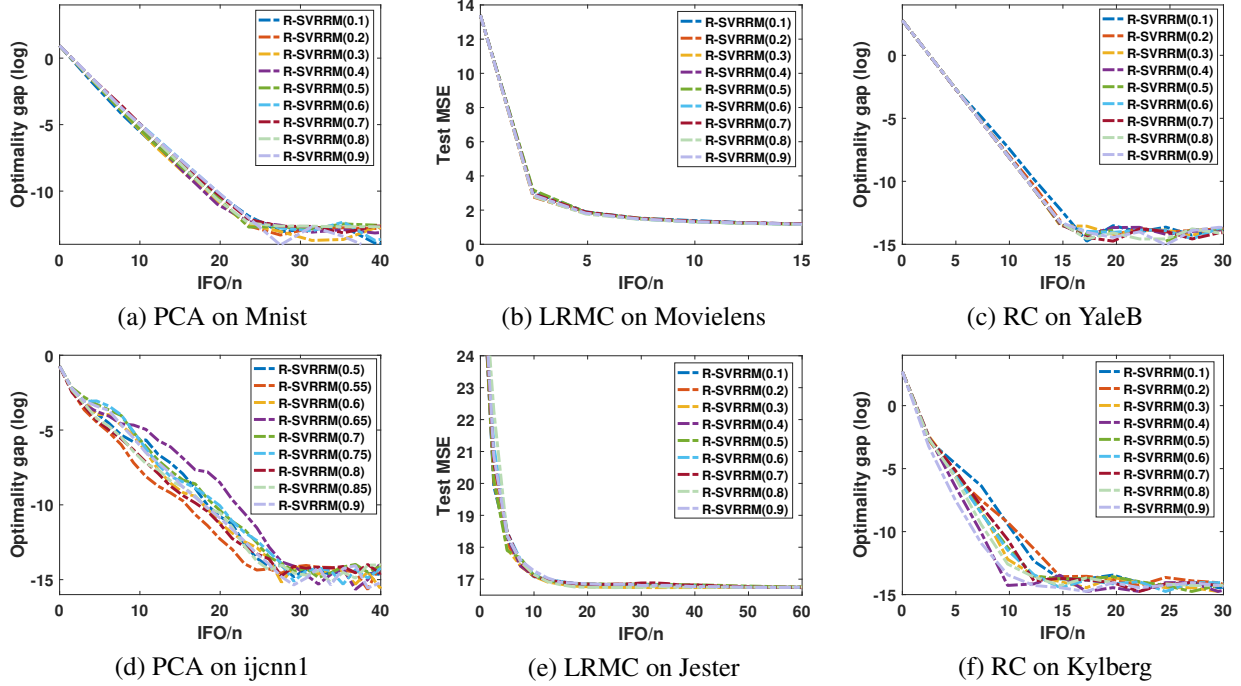 Optimality gap (log)
0
-5
-10
0 10 20 30 40
IFO/n
R-SVRRM(0.1)
R-SVRRM(0.2)
R-SVRRM(0.3)
R-SVRRM(0.4)
R-SVRRM(0.5)
R-SVRRM(0.6)
R-SVRRM(0.7)
R-SVRRM(0.8)
R-SVRRM(0.9)
(a) PCA on Mnist
Test MSE
14
12
10
8
6
4
2
0
0 5 10 15
IFO/n
R-SVRRM(0.1)
R-SVRRM(0.2)
R-SVRRM(0.3)
R-SVRRM(0.4)
R-SVRRM(0.5)
R-SVRRM(0.6)
R-SVRRM(0.7)
R-SVRRM(0.8)
R-SVRRM(0.9)
(b) LRMC on Movielens
Optimality gap (log)
0
-5
-10
-15
0 5 10 15 20 25 30
IFO/n
R-SVRRM(0.1)
R-SVRRM(0.2)
R-SVRRM(0.3)
R-SVRRM(0.4)
R-SVRRM(0.5)
R-SVRRM(0.6)
R-SVRRM(0.7)
R-SVRRM(0.8)
R-SVRRM(0.9)
(c) RC on YaleB
Optimality gap (log)
0
-5
-10
-15
0 10 20 30 40
IFO/n
R-SVRRM(0.5)
R-SVRRM(0.55)
R-SVRRM(0.6)
R-SVRRM(0.65)
R-SVRRM(0.7)
R-SVRRM(0.75)
R-SVRRM(0.8)
R-SVRRM(0.85)
R-SVRRM(0.9)
(d) PCA on ijcnn1
Test MSE
24
23
22
21
20
19
18
17
0 10 20 30 40 50 60
IFO/n
R-SVRRM(0.1)
R-SVRRM(0.2)
R-SVRRM(0.3)
R-SVRRM(0.4)
R-SVRRM(0.5)
R-SVRRM(0.6)
R-SVRRM(0.7)
R-SVRRM(0.8)
R-SVRRM(0.9)
(e) LRMC on Jester
Optimality gap (log)
0
-5
-10
-15
0 5 10 15 20 25 30
IFO/n
R-SVRRM(0.1)
R-SVRRM(0.2)
R-SVRRM(0.3)
R-SVRRM(0.4)
R-SVRRM(0.5)
R-SVRRM(0.6)
R-SVRRM(0.7)
R-SVRRM(0.8)
R-SVRRM(0.9)
(f) RC on Kylberg